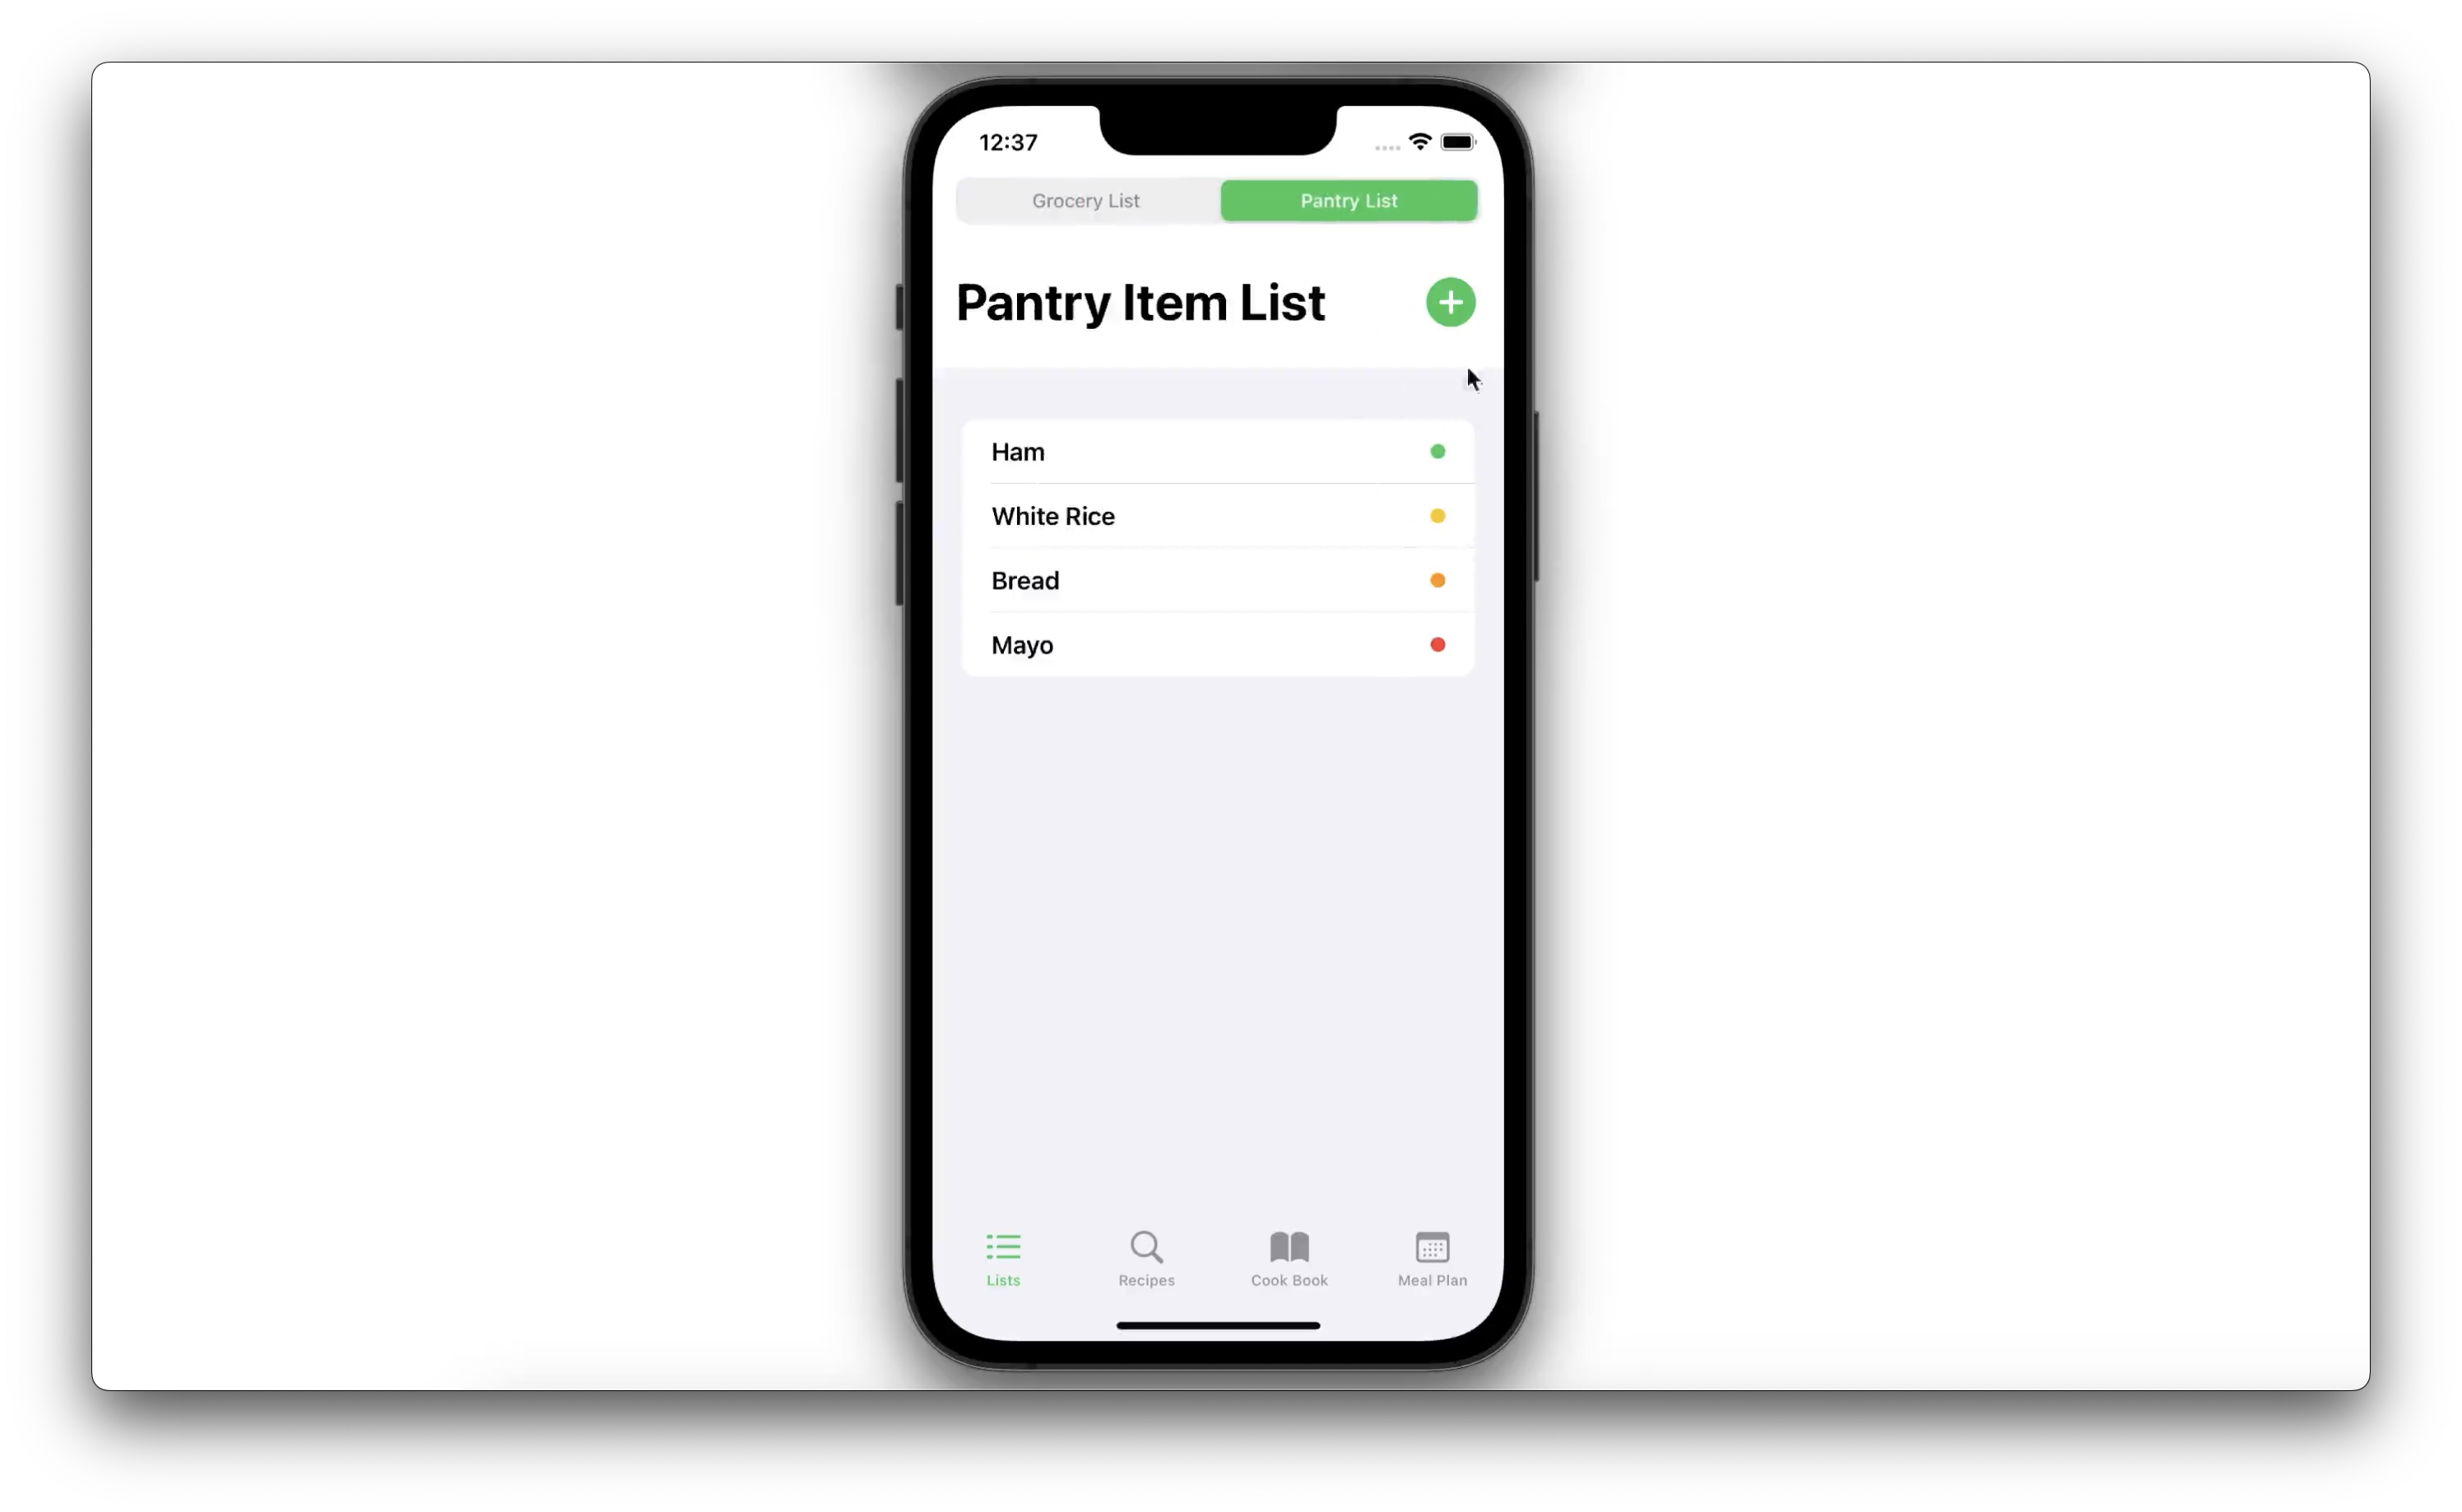 12:37
Grocery List
Pantry List
Pantry Item List
Ham
White Rice
Bread
Mayo
Lists
Recipes
Cook Book
Meal Plan